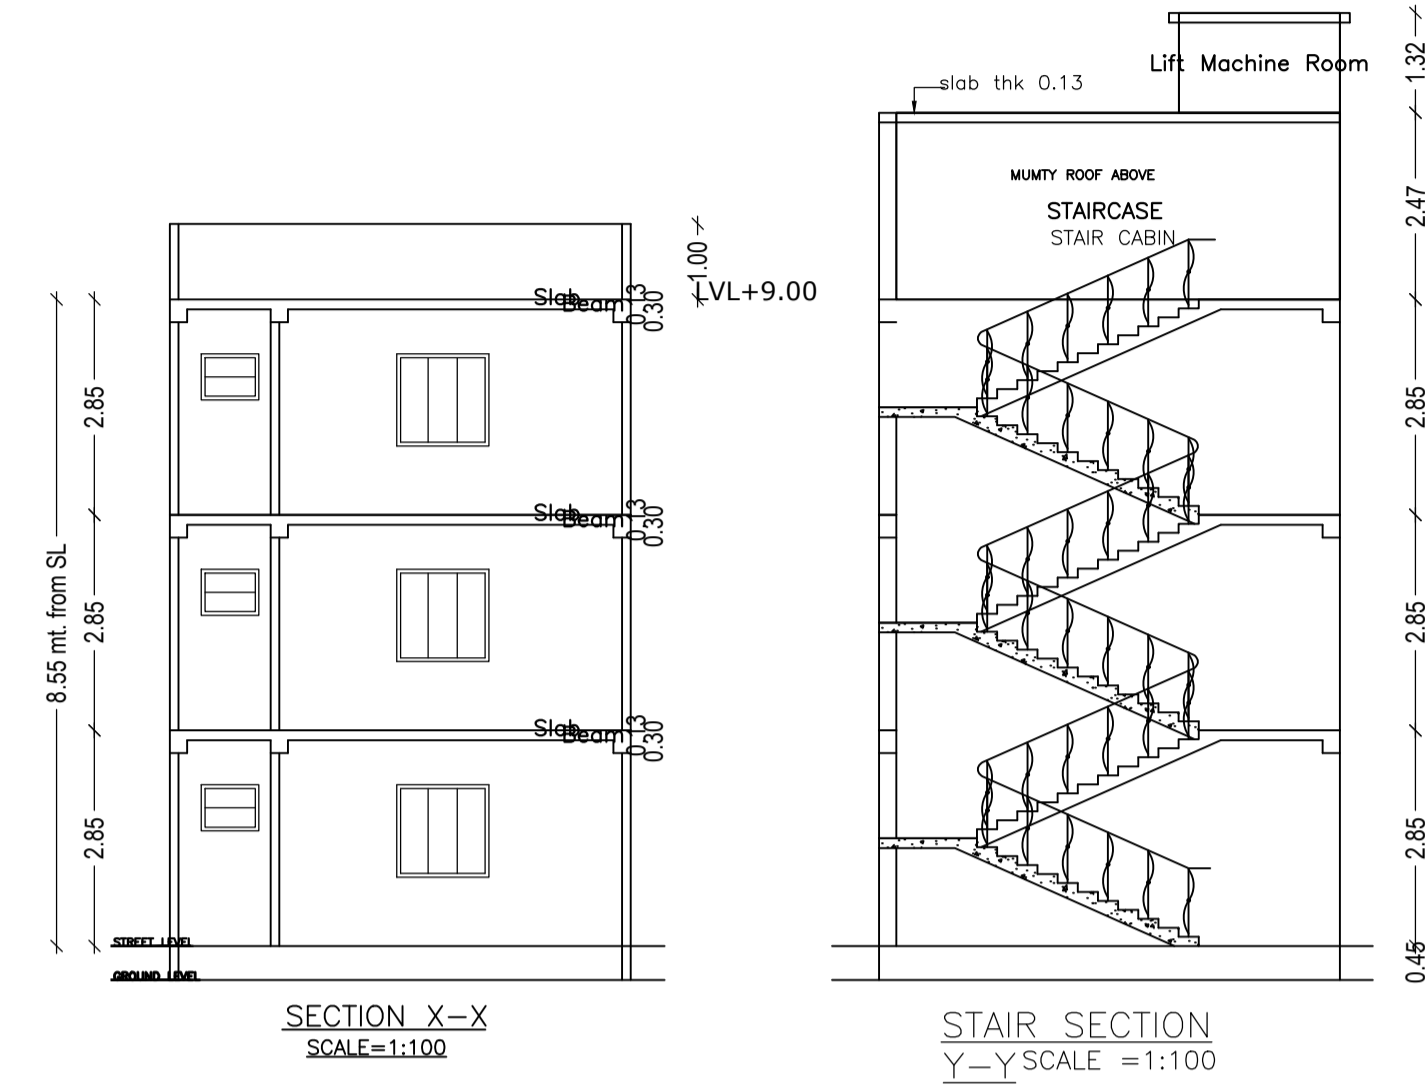 1.32
Lift Machine Room
slab thk 0.13
MUMTY ROOF ABOVE
STAIRCASE
STAIR CABIN
2.47
1.00
LVL+9.00
Slab
Beam
0.13
0.30
2.85
2.85
Slab
Beam
0.13
0.30
8.55 mt. from SL
2.85
2.85
Slab
Beam
0.13
0.30
2.85
2.85
STREET LEVEL
GROUND LEVEL
0.45
SECTION X-X
SCALE=1:100
STAIR SECTION
Y-Y SCALE =1:100